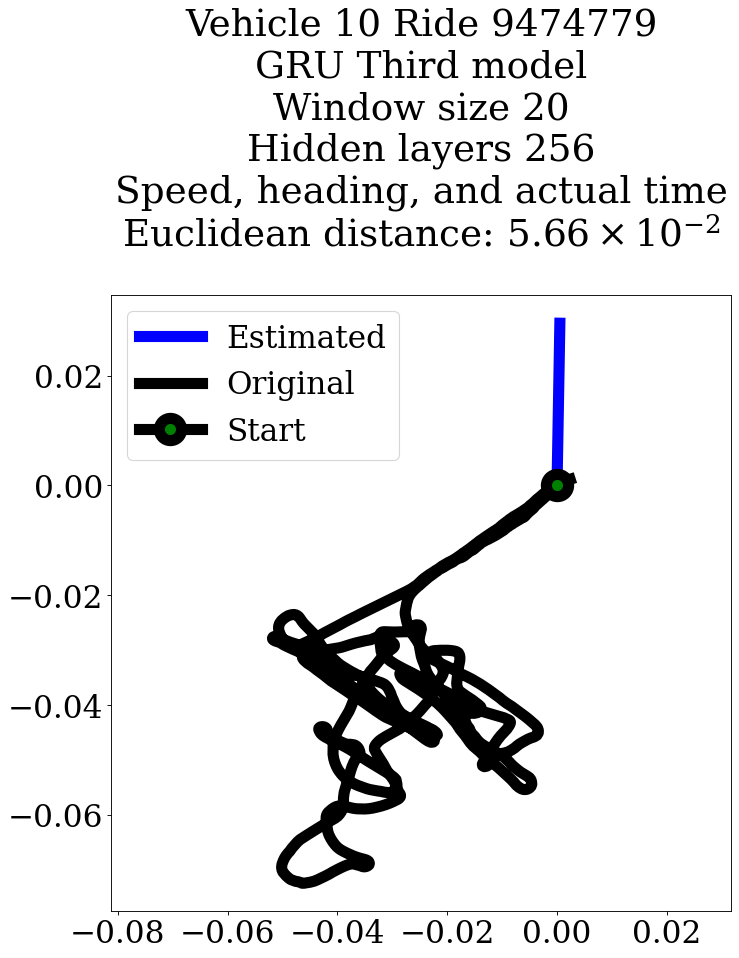 Vehicle 10 Ride 9474779
GRU Third model
Window size 20
Hidden layers 256
Speed, heading, and actual time
Euclidean distance: 5.66 × 10⁻²
Estimated
Original
Start
0.02
0.00
−0.02
−0.04
−0.06
−0.08 −0.06 −0.04 −0.02 0.00 0.02